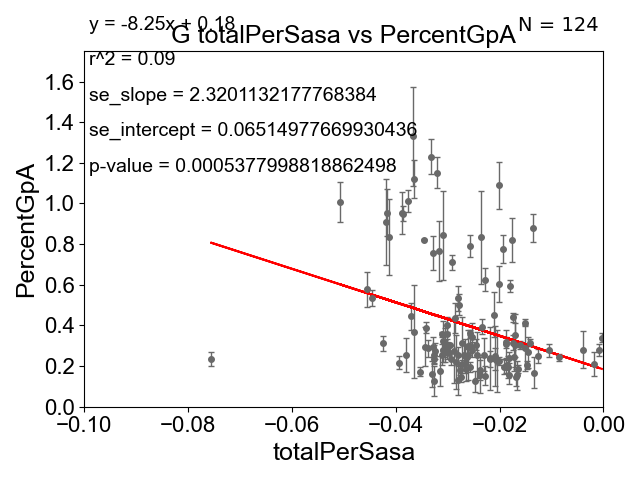 y = -8.25x + 0.18
N = 124
G totalPerSasa vs PercentGpA
r^2 = 0.09
se_slope = 2.3201132177768384
se_intercept = 0.06514977669930436
p-value = 0.0005377998818862498
PercentGpA
1.6
1.4
1.2
1.0
0.8
0.6
0.4
0.2
0.0
−0.10
−0.08
−0.06
−0.04
−0.02
0.00
totalPerSasa